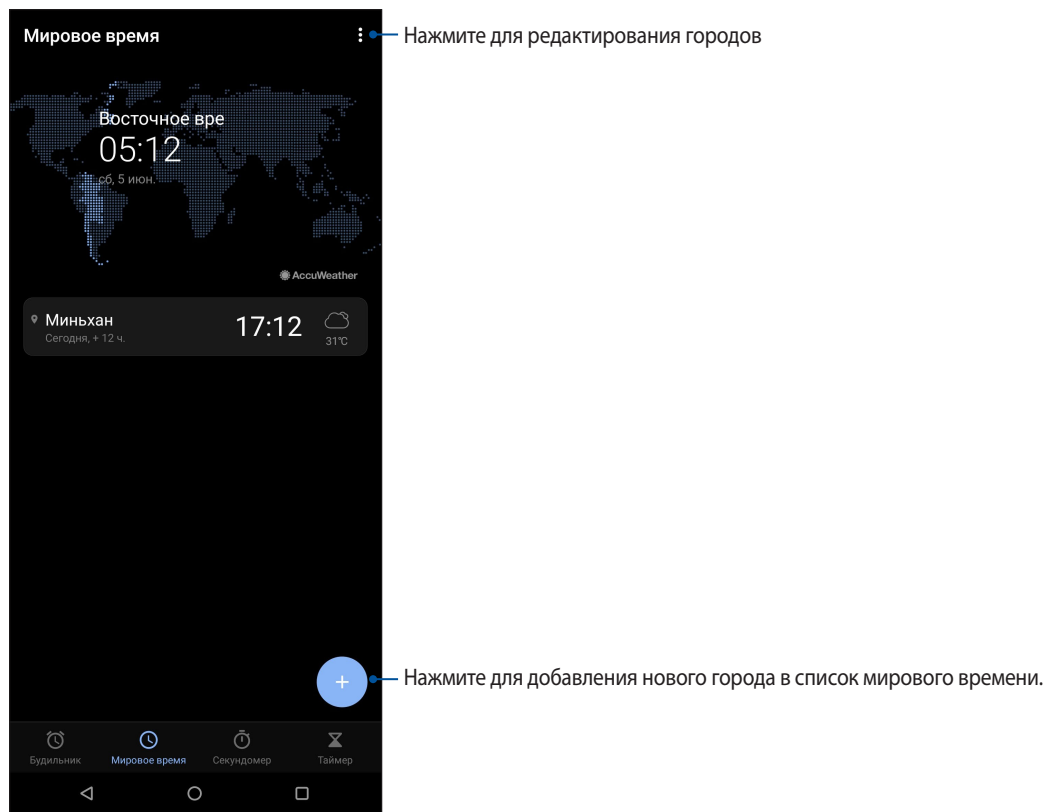 Мировое время
Нажмите для редактирования городов
Восточное вре
05:12
сб, 5 июн.
AccuWeather
Миньхан
17:12
Сегодня, + 12 ч.
31°C
Нажмите для добавления нового города в список мирового времени.
Будильник
Мировое время
Секундомер
Таймер